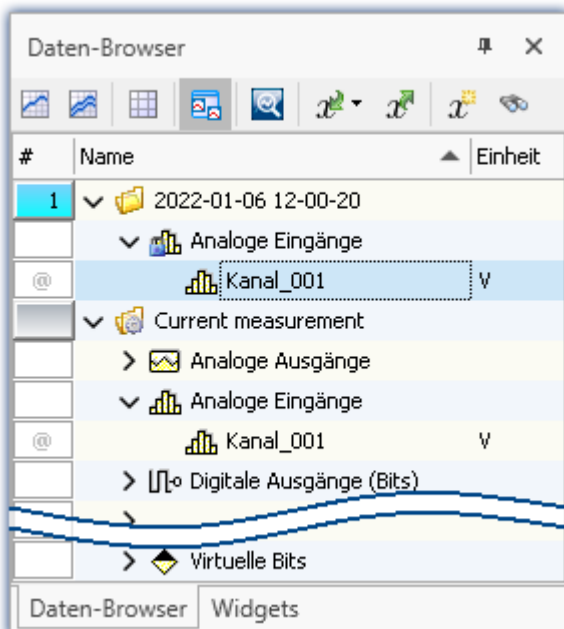 Daten-Browser
# Name Einheit
1 2022-01-06 12-00-20
Analoge Eingänge
@ Kanal_001 V
Current measurement
Analoge Ausgänge
Analoge Eingänge
@ Kanal_001 V
Digitale Ausgänge (Bits)
Virtuelle Bits
Daten-Browser Widgets